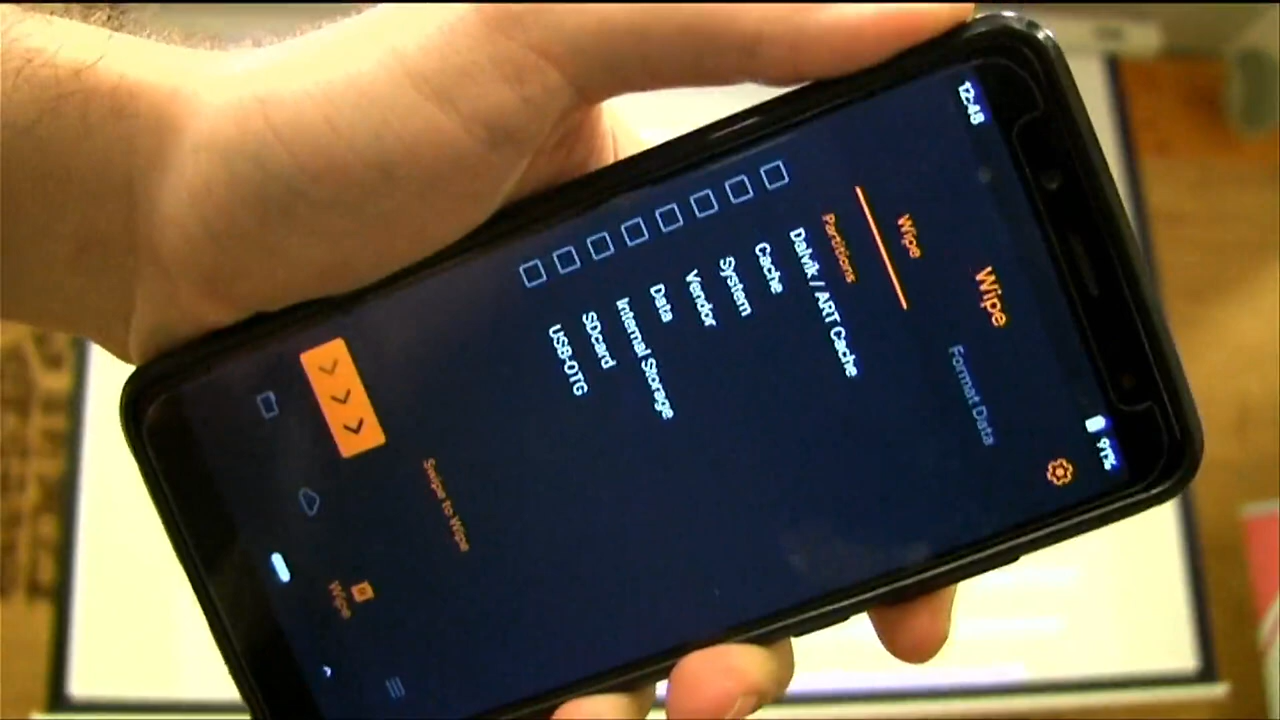 12:48
91%
Wipe
Wipe
Format Data
Partitions
Dalvik / ART Cache
Cache
System
Vendor
Data
Internal Storage
SDcard
USB-OTG
Swipe to Wipe
Wipe